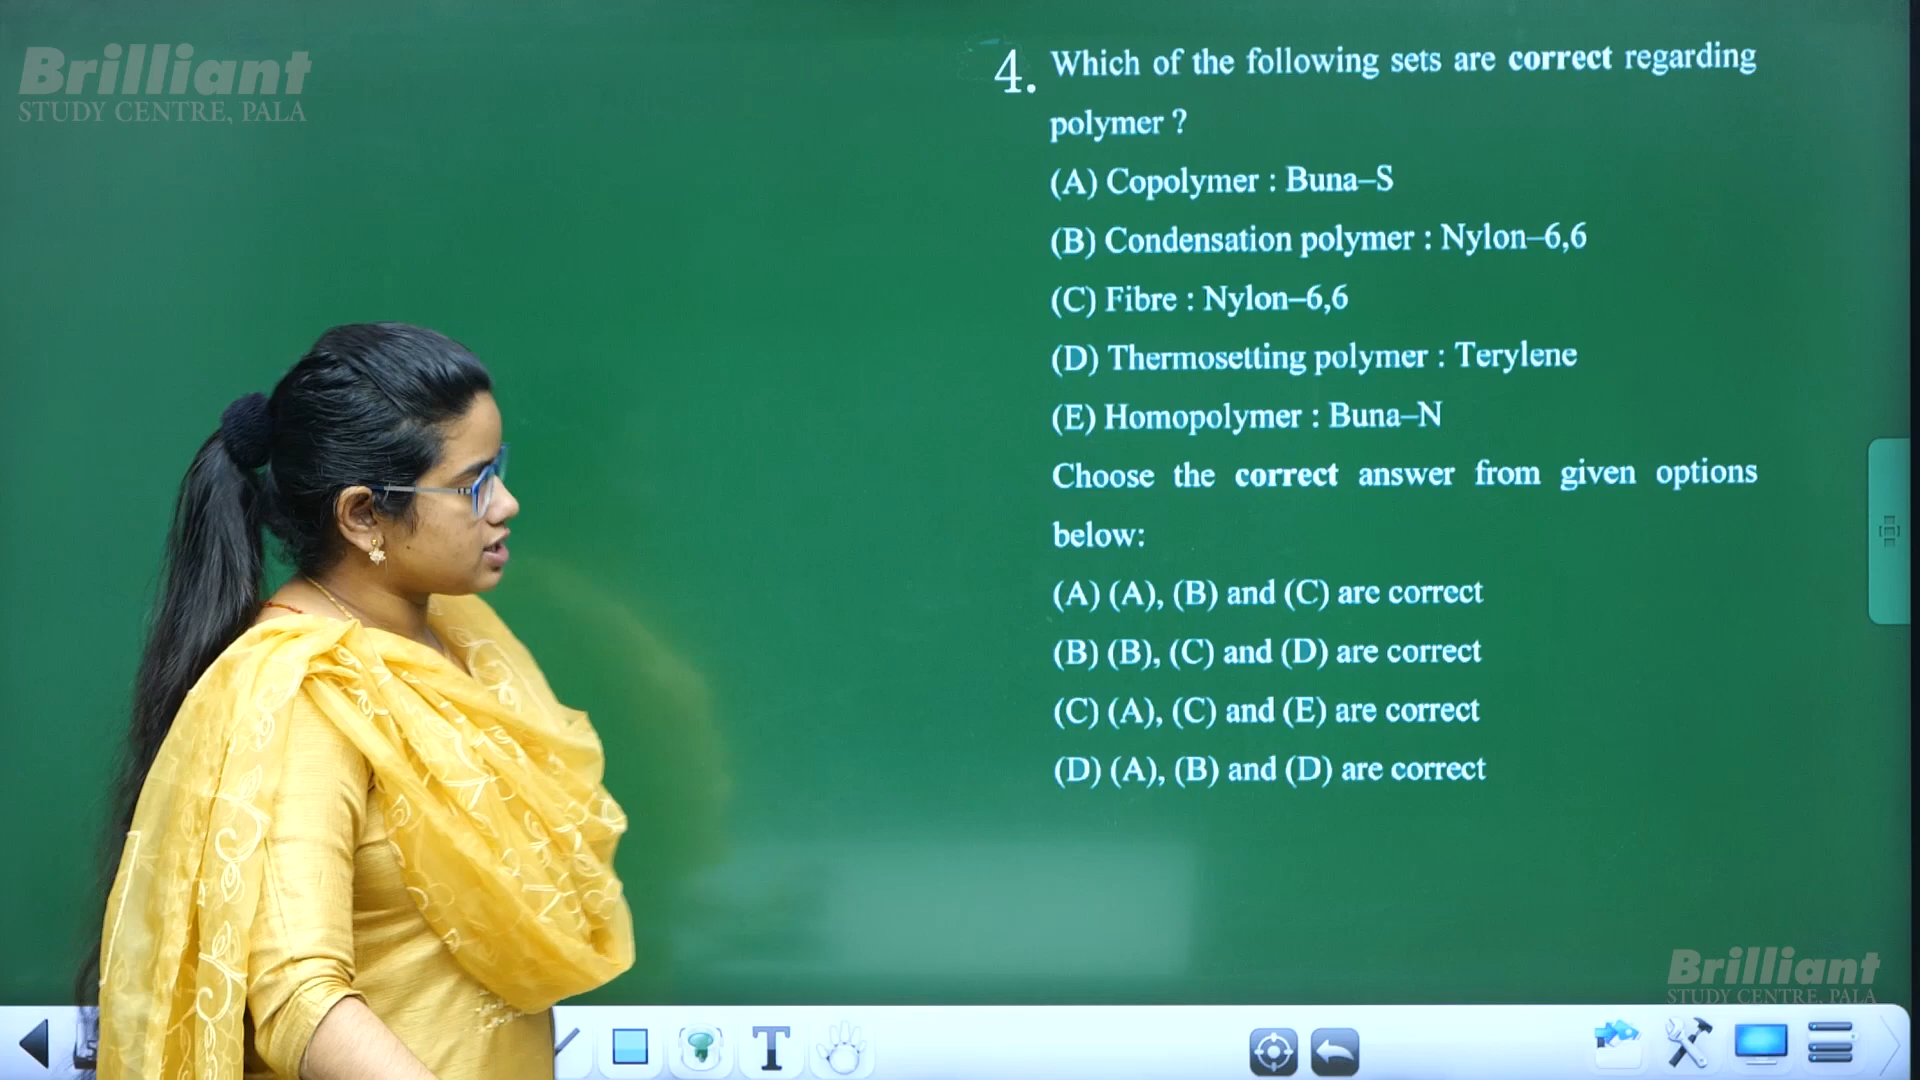 Brilliant
STUDY CENTRE, PALA
4. Which of the following sets are correct regarding
polymer ?
(A) Copolymer : Buna–S
(B) Condensation polymer : Nylon–6,6
(C) Fibre : Nylon–6,6
(D) Thermosetting polymer : Terylene
(E) Homopolymer : Buna–N
Choose the correct answer from given options
below:
(A) (A), (B) and (C) are correct
(B) (B), (C) and (D) are correct
(C) (A), (C) and (E) are correct
(D) (A), (B) and (D) are correct
Brilliant
STUDY CENTRE, PALA
T